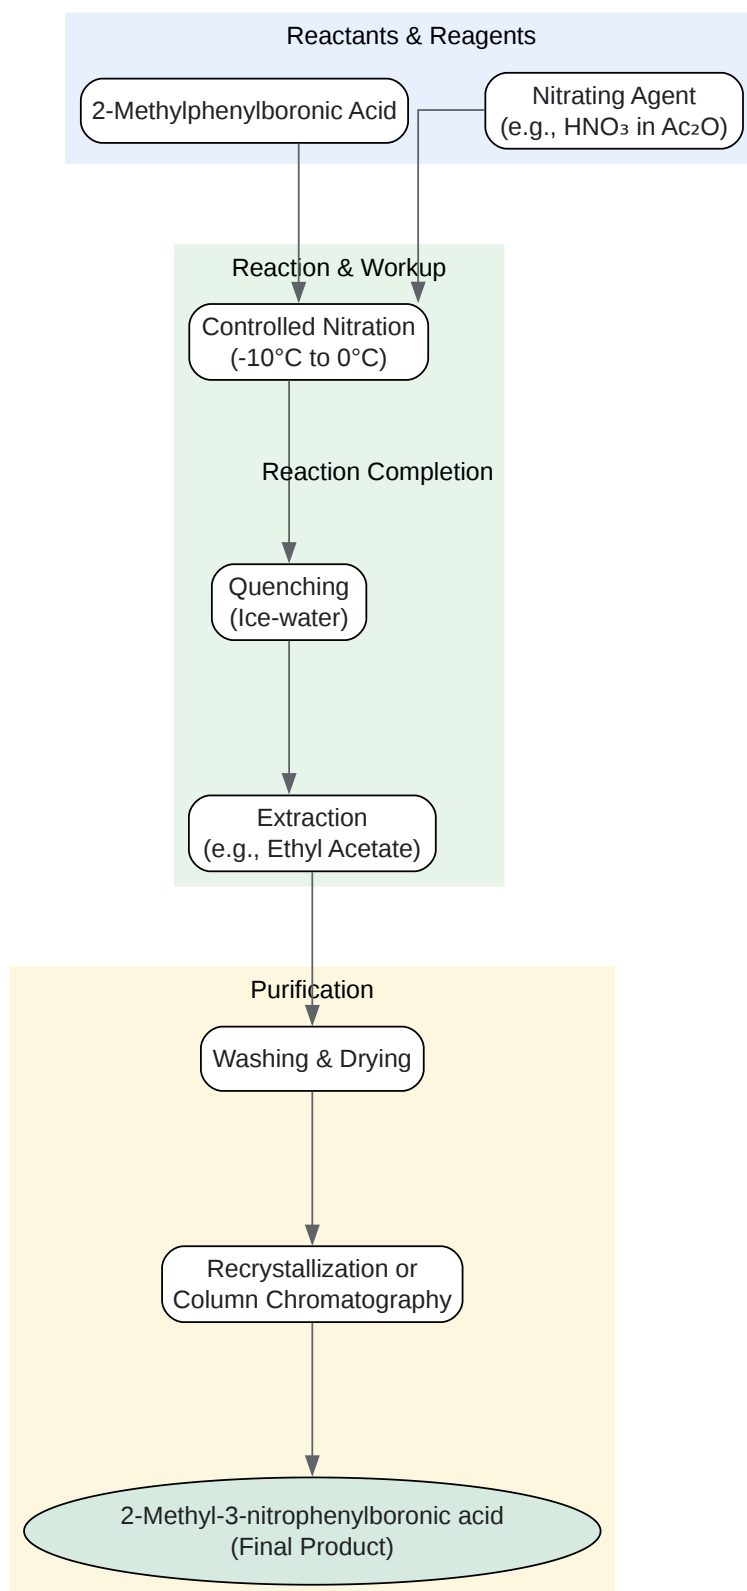 Reactants & Reagents
2-Methylphenylboronic Acid
Nitrating Agent
(e.g., HNO₃ in Ac₂O)
Reaction & Workup
Controlled Nitration
(-10°C to 0°C)
Reaction Completion
Quenching
(Ice-water)
Extraction
(e.g., Ethyl Acetate)
Purification
Washing & Drying
Recrystallization or
Column Chromatography
2-Methyl-3-nitrophenylboronic acid
(Final Product)